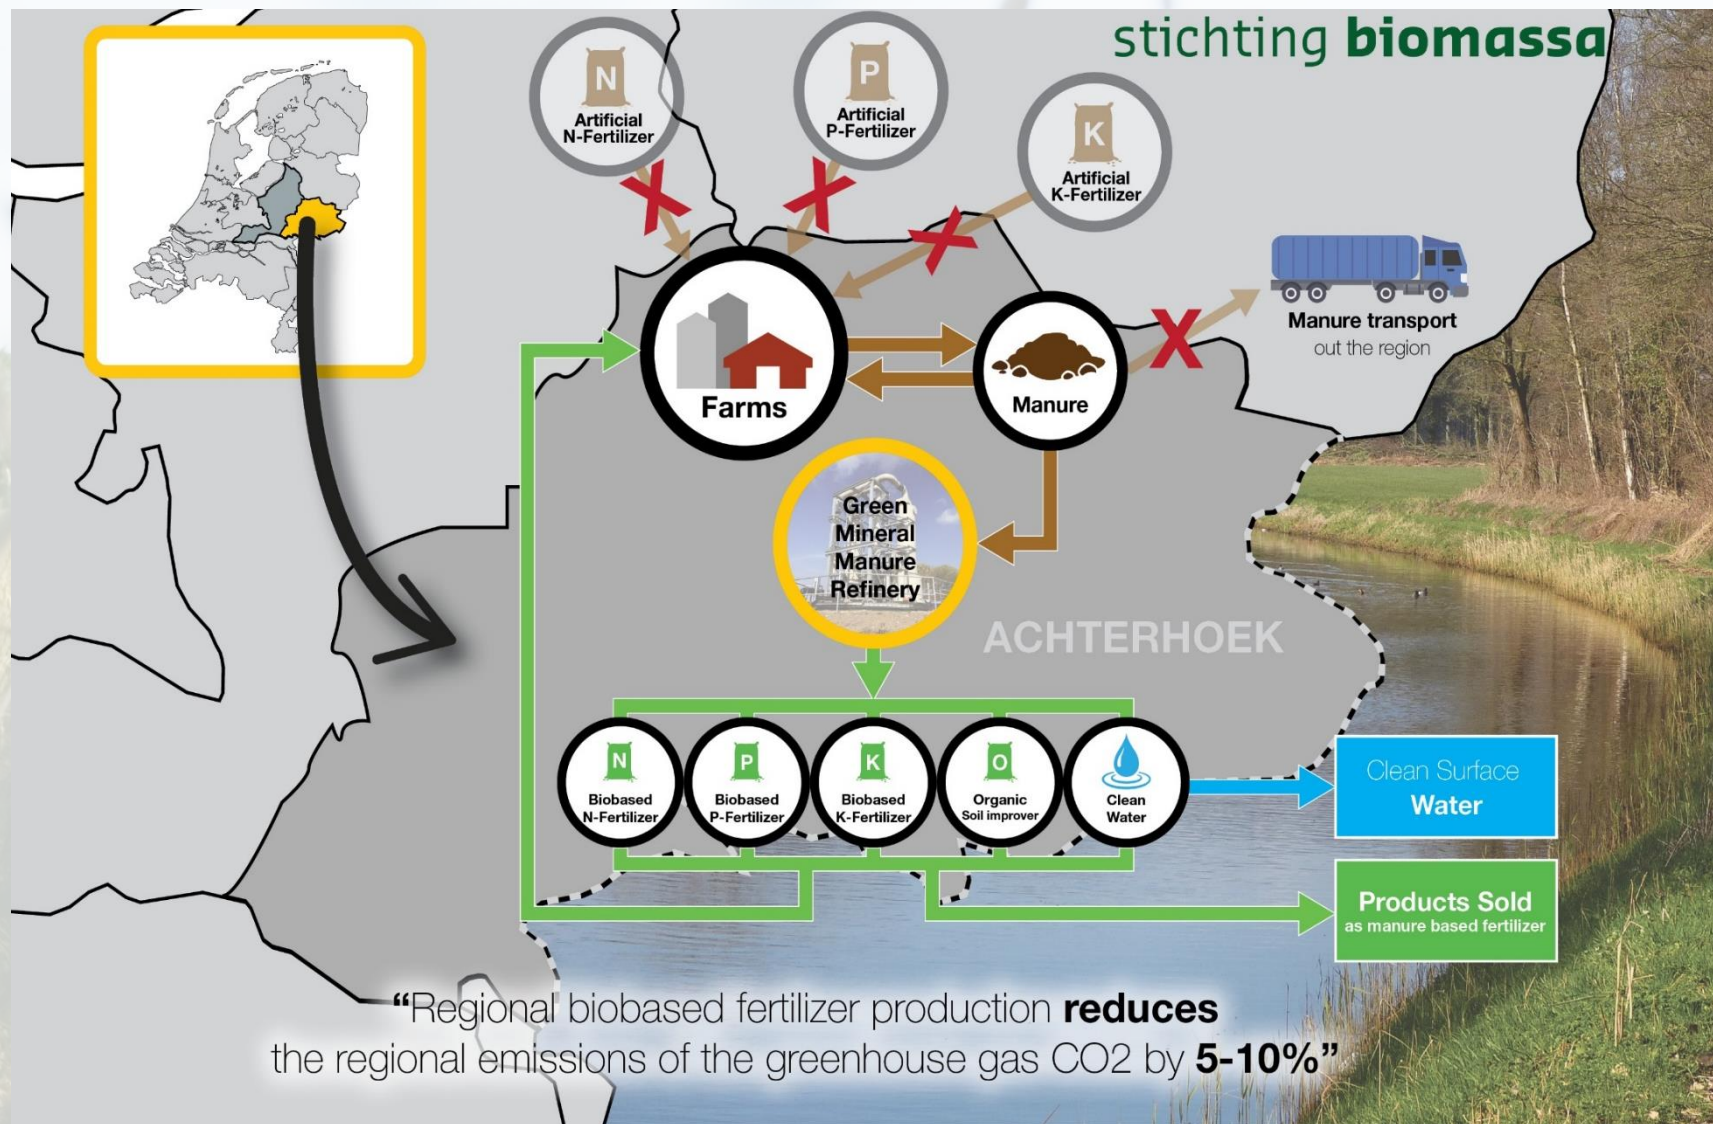 stichting biomassa
N
Artificial
N-Fertilizer
P
Artificial
P-Fertilizer
K
Artificial
K-Fertilizer
Manure transport
out the region
Farms
Manure
Green
Mineral
Manure
Refinery
ACHTERHOEK
N
Biobased
N-Fertilizer
P
Biobased
P-Fertilizer
K
Biobased
K-Fertilizer
O
Organic
Soil improver
Clean
Water
Clean Surface
Water
Products Sold
as manure based fertilizer
“Regional biobased fertilizer production reduces
the regional emissions of the greenhouse gas CO2 by 5-10%”